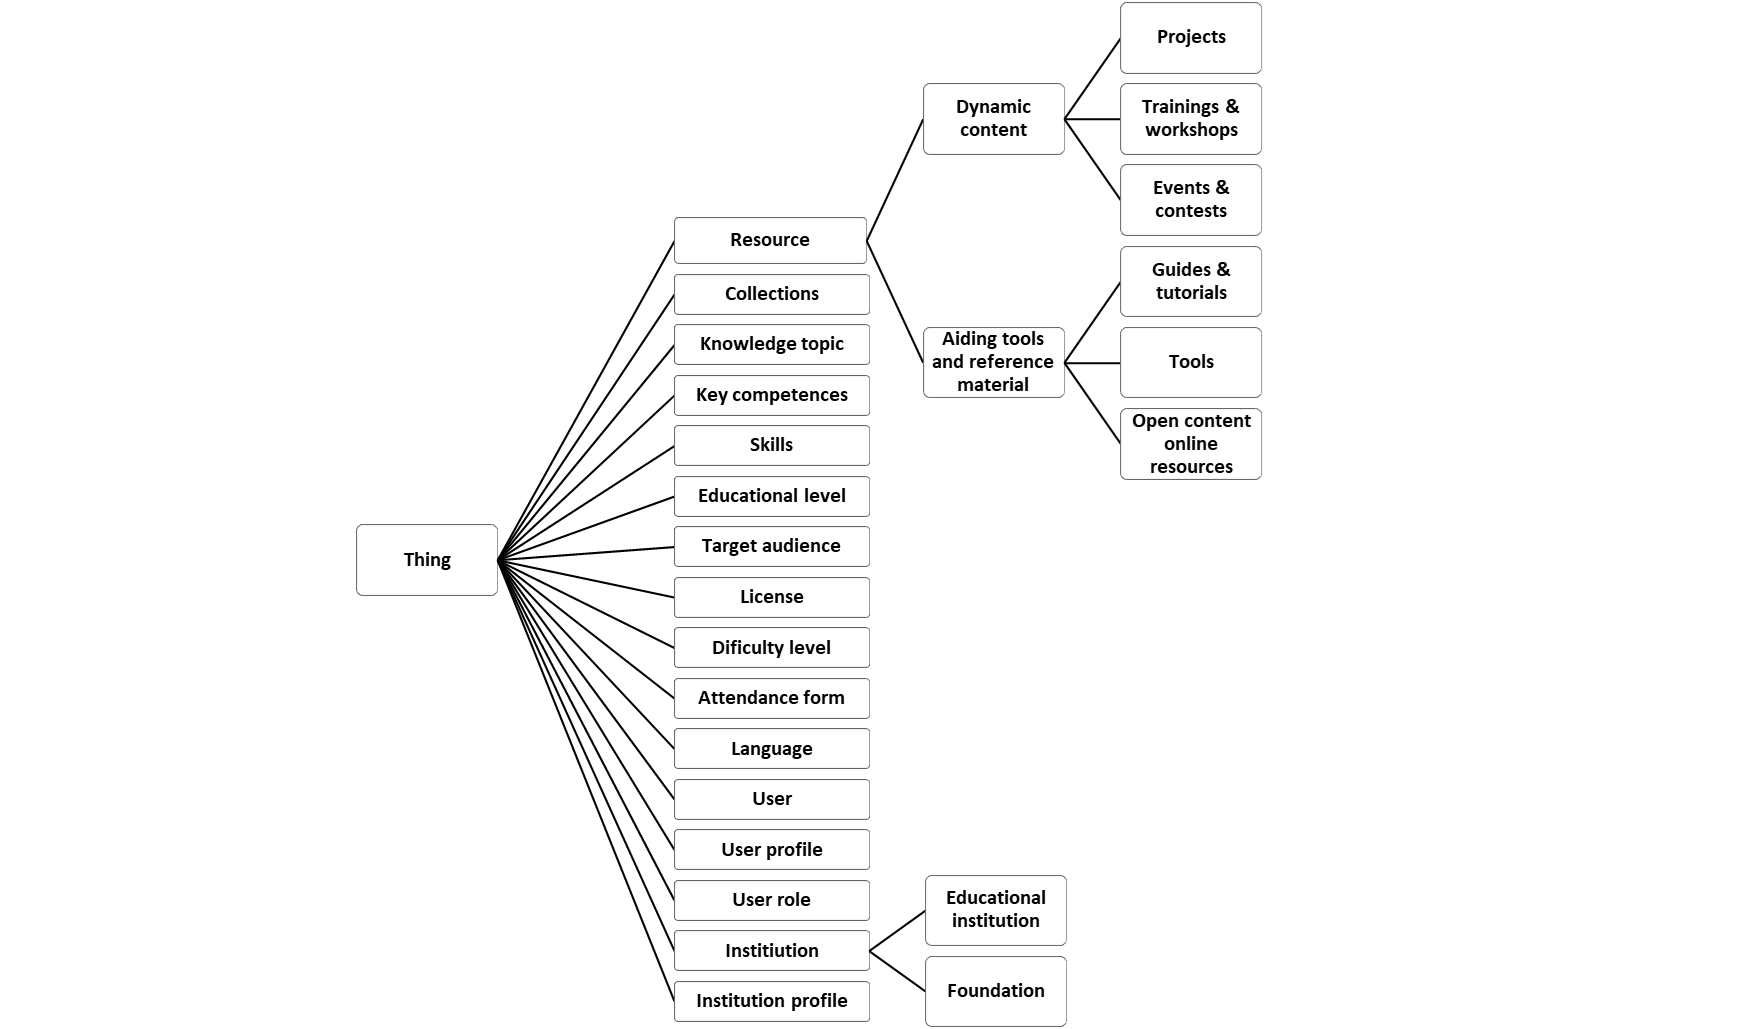 Projects
Dynamic
content
Trainings &
workshops
Events &
contests
Resource
Guides &
tutorials
Collections
Aiding tools
and reference
material
Knowledge topic
Tools
Key competences
Open content
online
resources
Skills
Educational level
Target audience
Thing
License
Dificulty level
Attendance form
Language
User
User profile
User role
Educational
institution
Institiution
Foundation
Institution profile